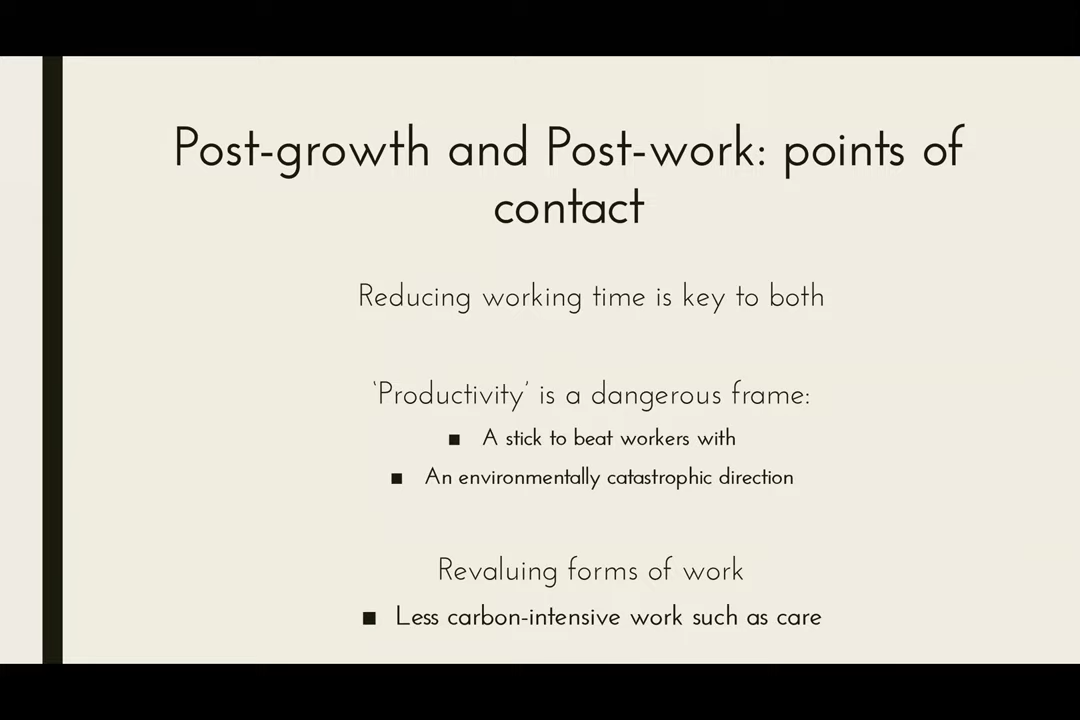 Post-growth and Post-work: points of
contact
Reducing working time is key to both
‘Productivity’ is a dangerous frame:
■ A stick to beat workers with
■ An environmentally catastrophic direction
Revaluing forms of work
■ Less carbon-intensive work such as care